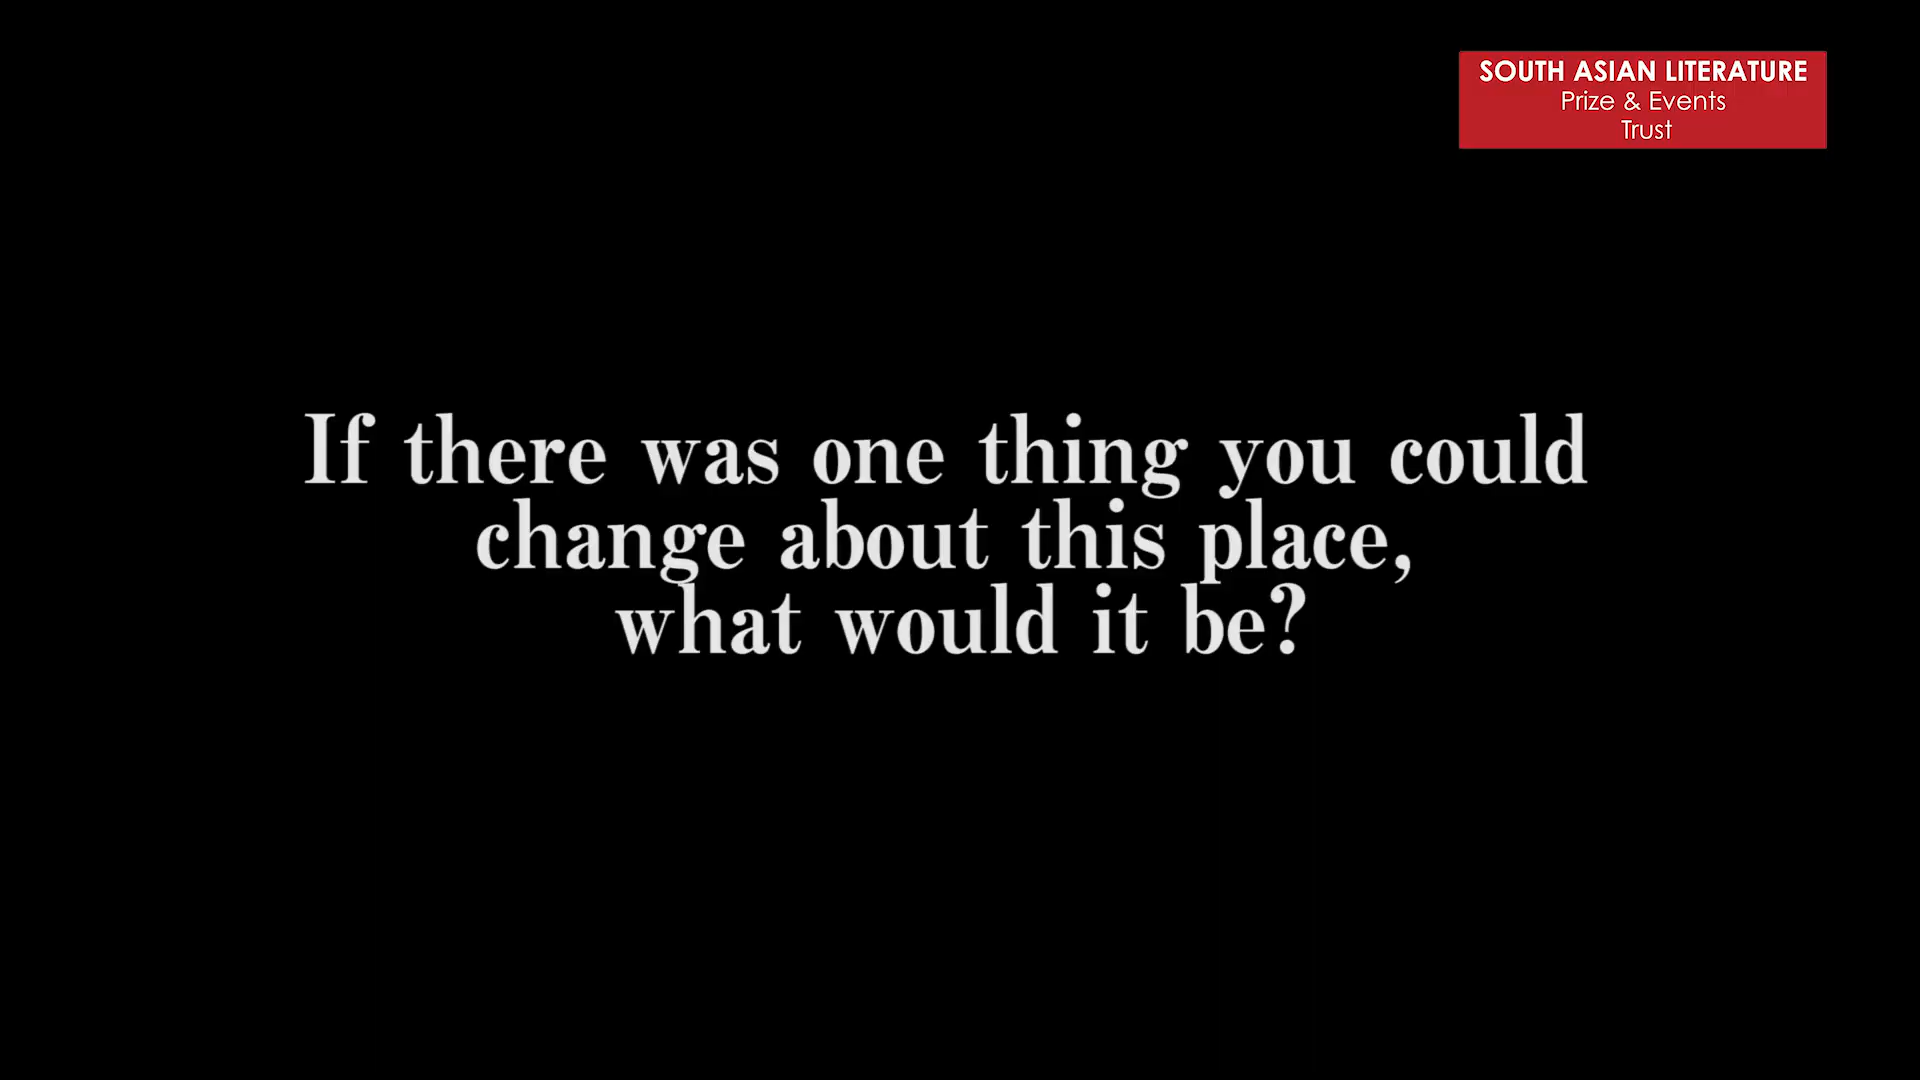 SOUTH ASIAN LITERATURE
Prize & Events
Trust
If there was one thing you could
change about this place,
what would it be?